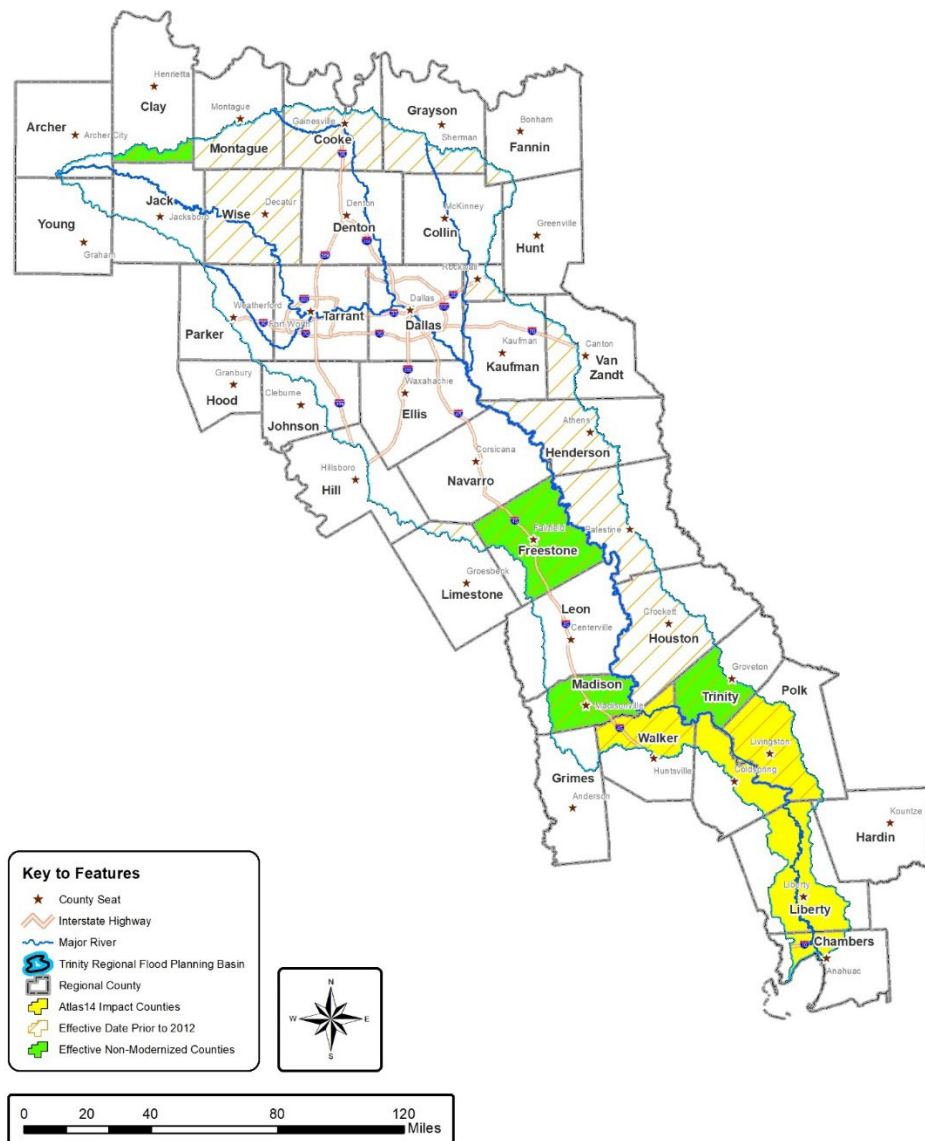 Henrietta
Clay
Archer
Archer City
Montague
Montague
Gainesville
Cooke
Grayson
Sherman
Bonham
Fannin
Young
Graham
Jack
Jacksboro
Wise
Decatur
Denton
Denton
McKinney
Collin
Greenville
Hunt
Rockwall
Weatherford
Parker
Fort Worth
Tarrant
Dallas
Dallas
Kaufman
Kaufman
Canton
Van
Zandt
Granbury
Hood
Cleburne
Johnson
Waxahachie
Ellis
Athens
Henderson
Corsicana
Navarro
Hillsboro
Hill
Fairfield
Freestone
Palestine
Groesbeck
Limestone
Leon
Centerville
Crockett
Houston
Madison
Madisonville
Groveton
Trinity
Polk
Walker
Huntsville
Livingston
Coldspring
Grimes
Anderson
Kountze
Hardin
Liberty
Liberty
Chambers
Anahuac
Key to Features
County Seat
Interstate Highway
Major River
Trinity Regional Flood Planning Basin
Regional County
Atlas14 Impact Counties
Effective Date Prior to 2012
Effective Non-Modernized Counties
N
W E
S
0 20 40 80 120
Miles